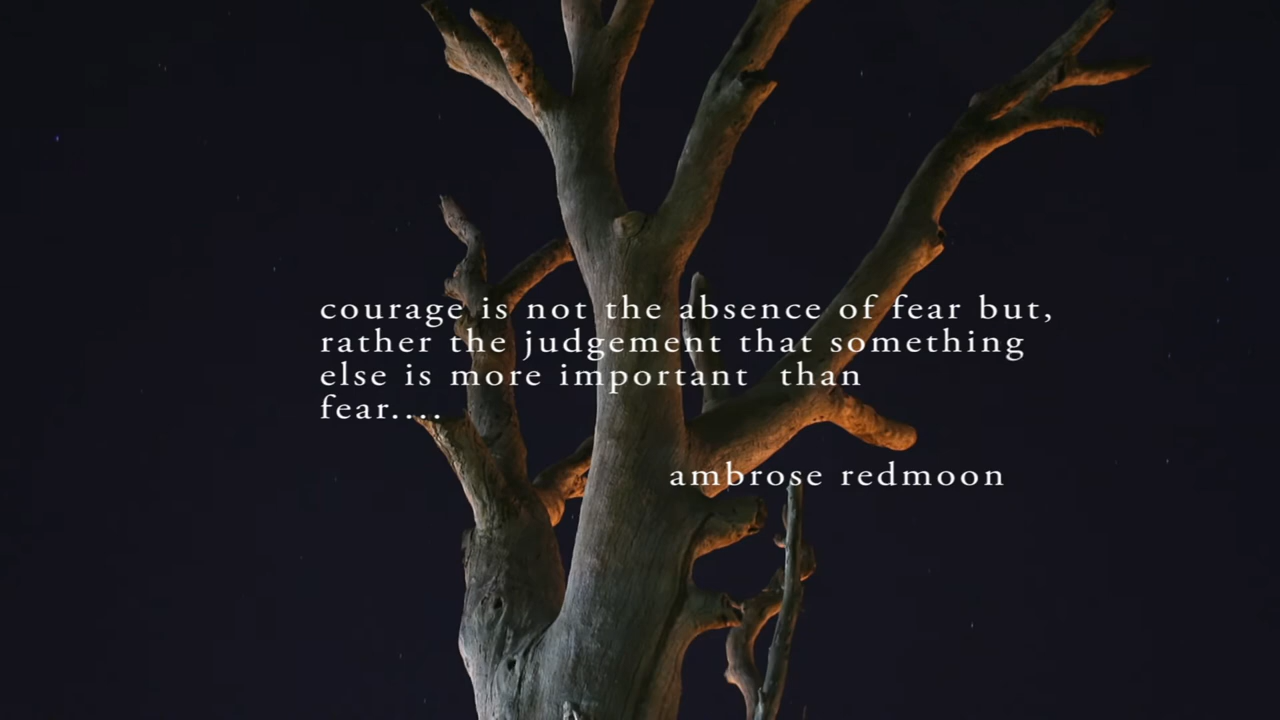 courage is not the absence of fear but,
rather the judgement that something
else is more important  than
fear....
ambrose redmoon